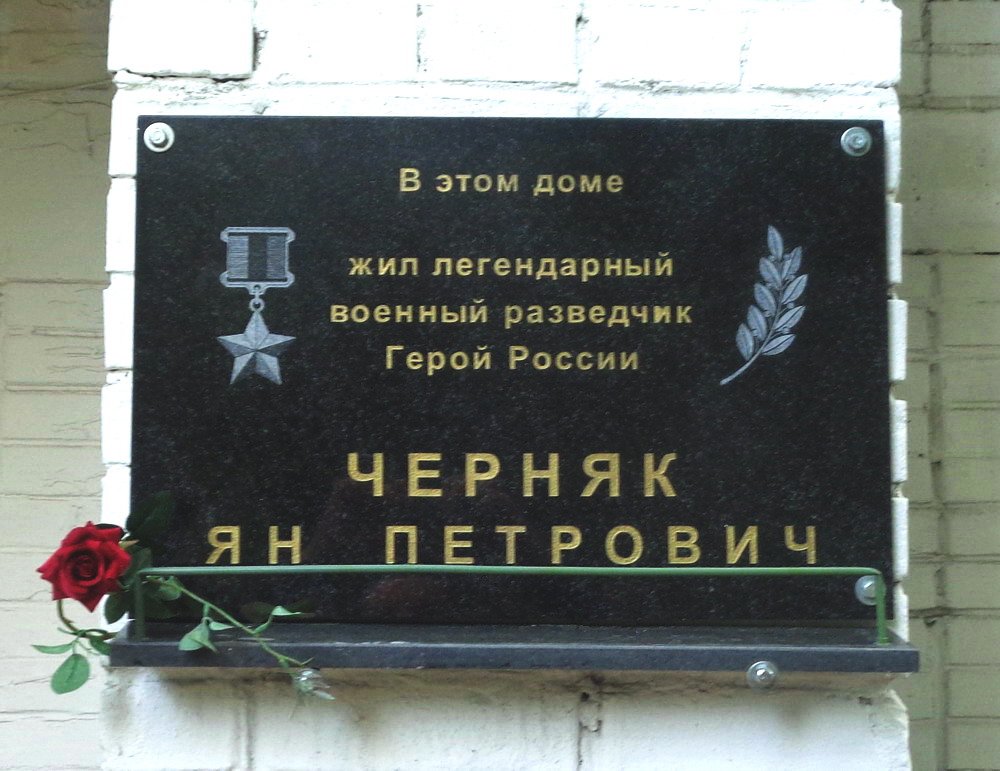 В этом доме
жил легендарный
военный разведчик
Герой России
ЧЕРНЯК
ЯН ПЕТРОВИЧ